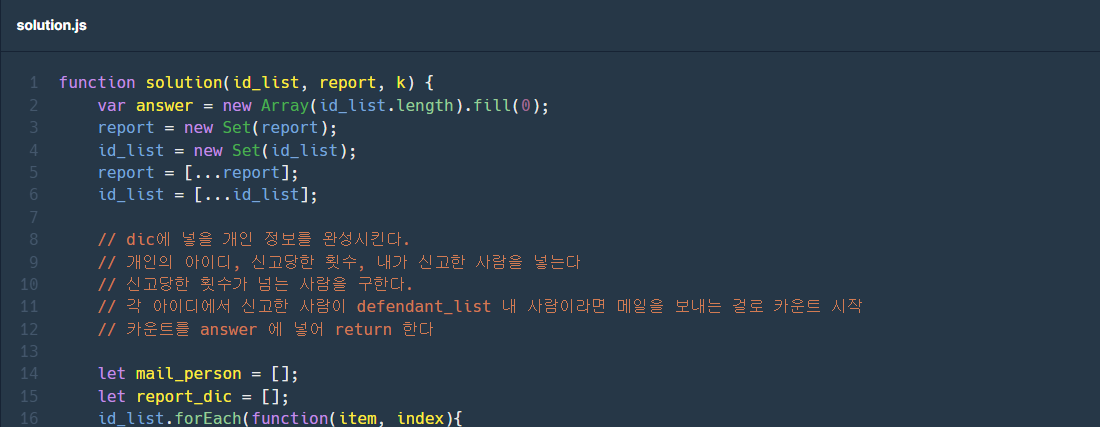 solution.js
1 function solution(id_list, report, k) {
2 var answer = new Array(id_list.length).fill(0);
3 report = new Set(report);
4 id_list = new Set(id_list);
5 report = [...report];
6 id_list = [...id_list];
7
8 // dic에 넣을 개인 정보를 완성시킨다.
9 // 개인의 아이디, 신고당한 횟수, 내가 신고한 사람을 넣는다
10 // 신고당한 횟수가 넘는 사람을 구한다.
11 // 각 아이디에서 신고한 사람이 defendant_list 내 사람이라면 메일을 보내는 걸로 카운트 시작
12 // 카운트를 answer 에 넣어 return 한다
13
14 let mail_person = [];
15 let report_dic = [];
16 id_list.forEach(function(item, index){